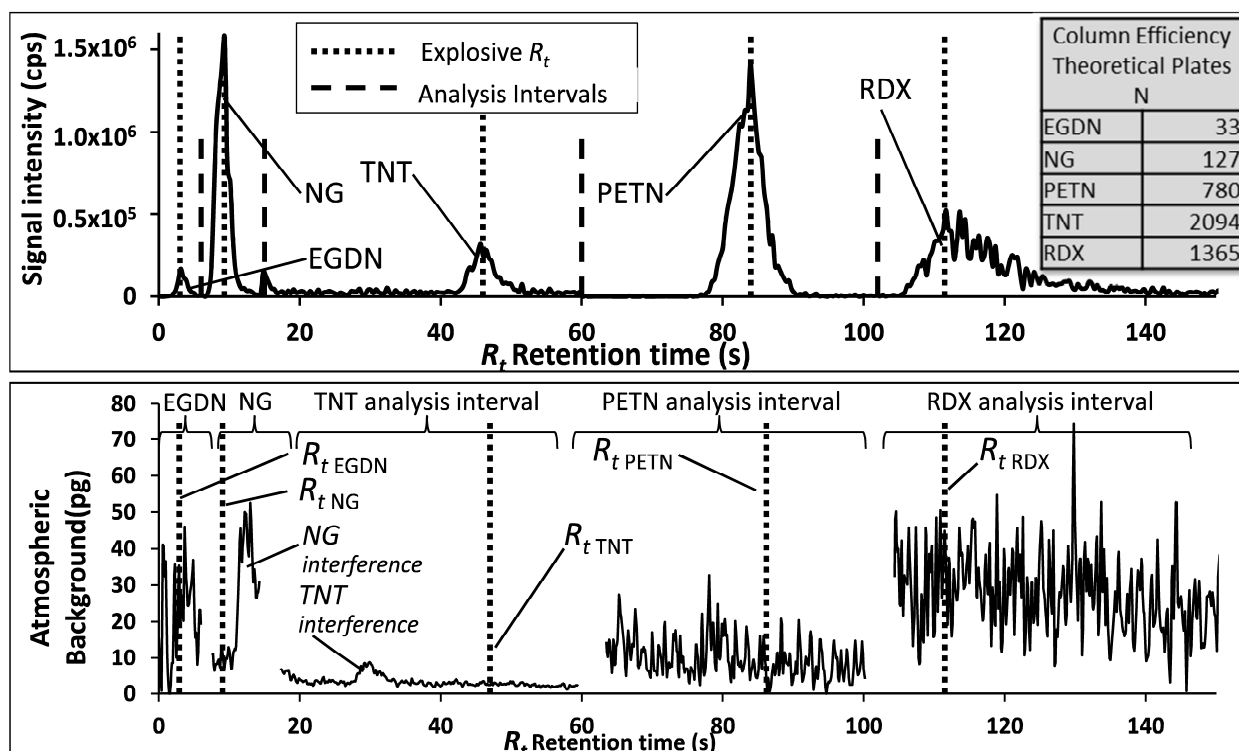 Signal intensity (cps)
1.5x10⁶
1.0x10⁶
0.5x10⁵
0
Explosive Rt
Analysis Intervals
NG
EGDN
TNT
PETN
RDX
Column Efficiency
Theoretical Plates
N
EGDN 33
NG 127
PETN 780
TNT 2094
RDX 1365
0 20 40 60 80 100 120 140
Rt Retention time (s)
Atmospheric
Background(pg)
80
70
60
50
40
30
20
10
0
EGDN NG TNT analysis interval PETN analysis interval RDX analysis interval
Rt EGDN
Rt NG
NG
interference
TNT
interference
Rt TNT
Rt PETN
Rt RDX
0 20 40 60 80 100 120 140
Rt Retention time (s)